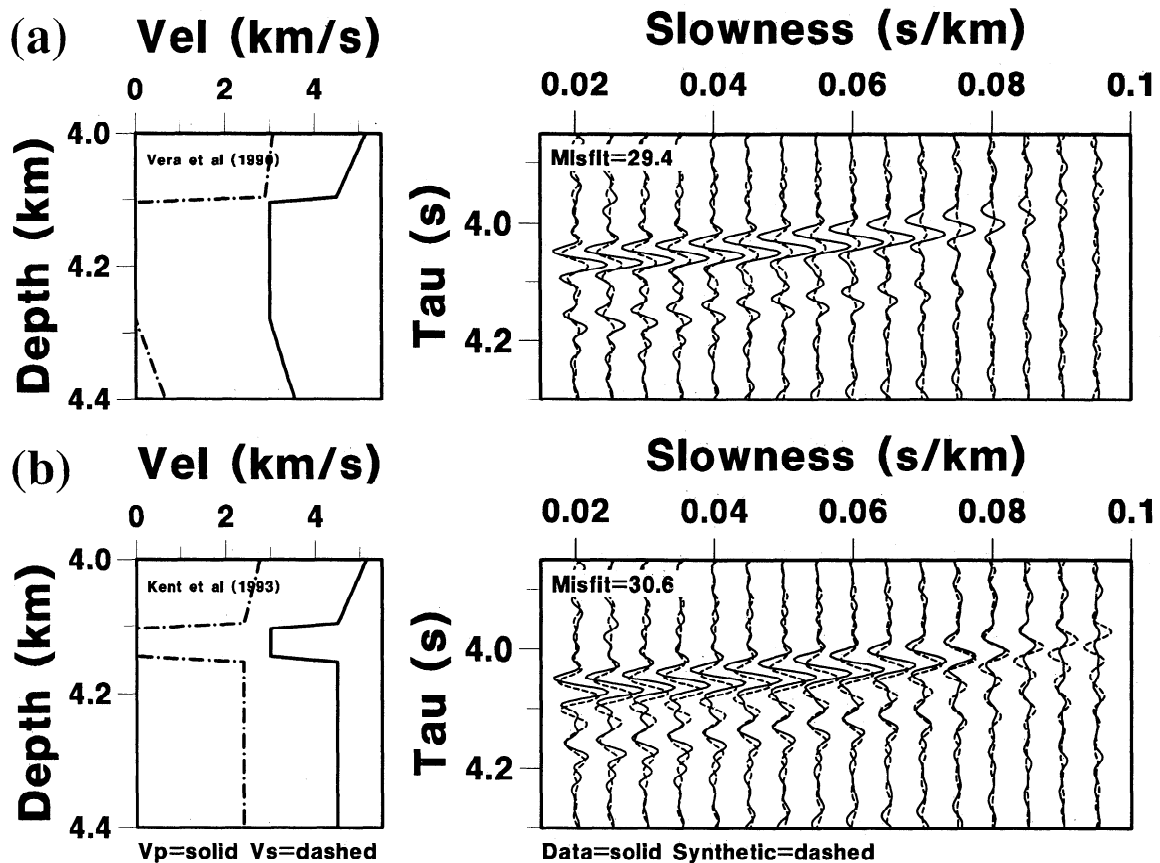 (a)
Vel (km/s)
0 2 4
Depth (km)
4.0
4.2
4.4
Vera et al (1990)
Slowness (s/km)
0.02 0.04 0.06 0.08 0.1
Tau (s)
4.0
4.2
Misfit=29.4
(b)
Vel (km/s)
0 2 4
Depth (km)
4.0
4.2
4.4
Kent et al (1993)
Vp=solid Vs=dashed
Slowness (s/km)
0.02 0.04 0.06 0.08 0.1
Tau (s)
4.0
4.2
Misfit=30.6
Data=solid Synthetic=dashed